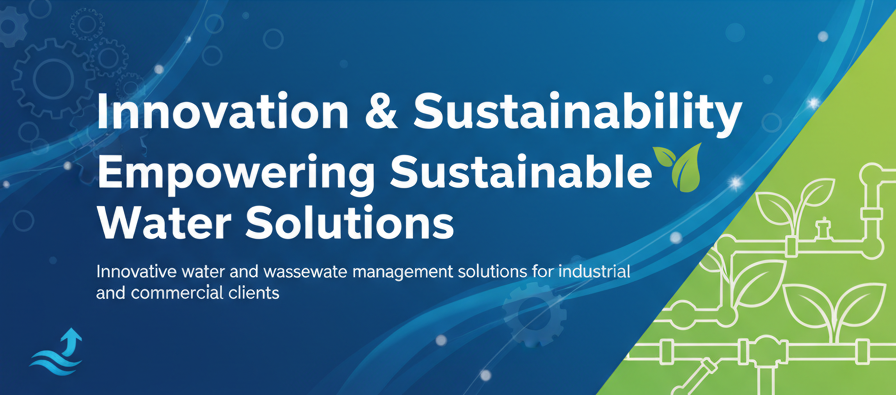 Innovation & Sustainability
Empowering Sustainable
Water Solutions
Innovative water and wassewate management solutions for industrial
and commercial clients